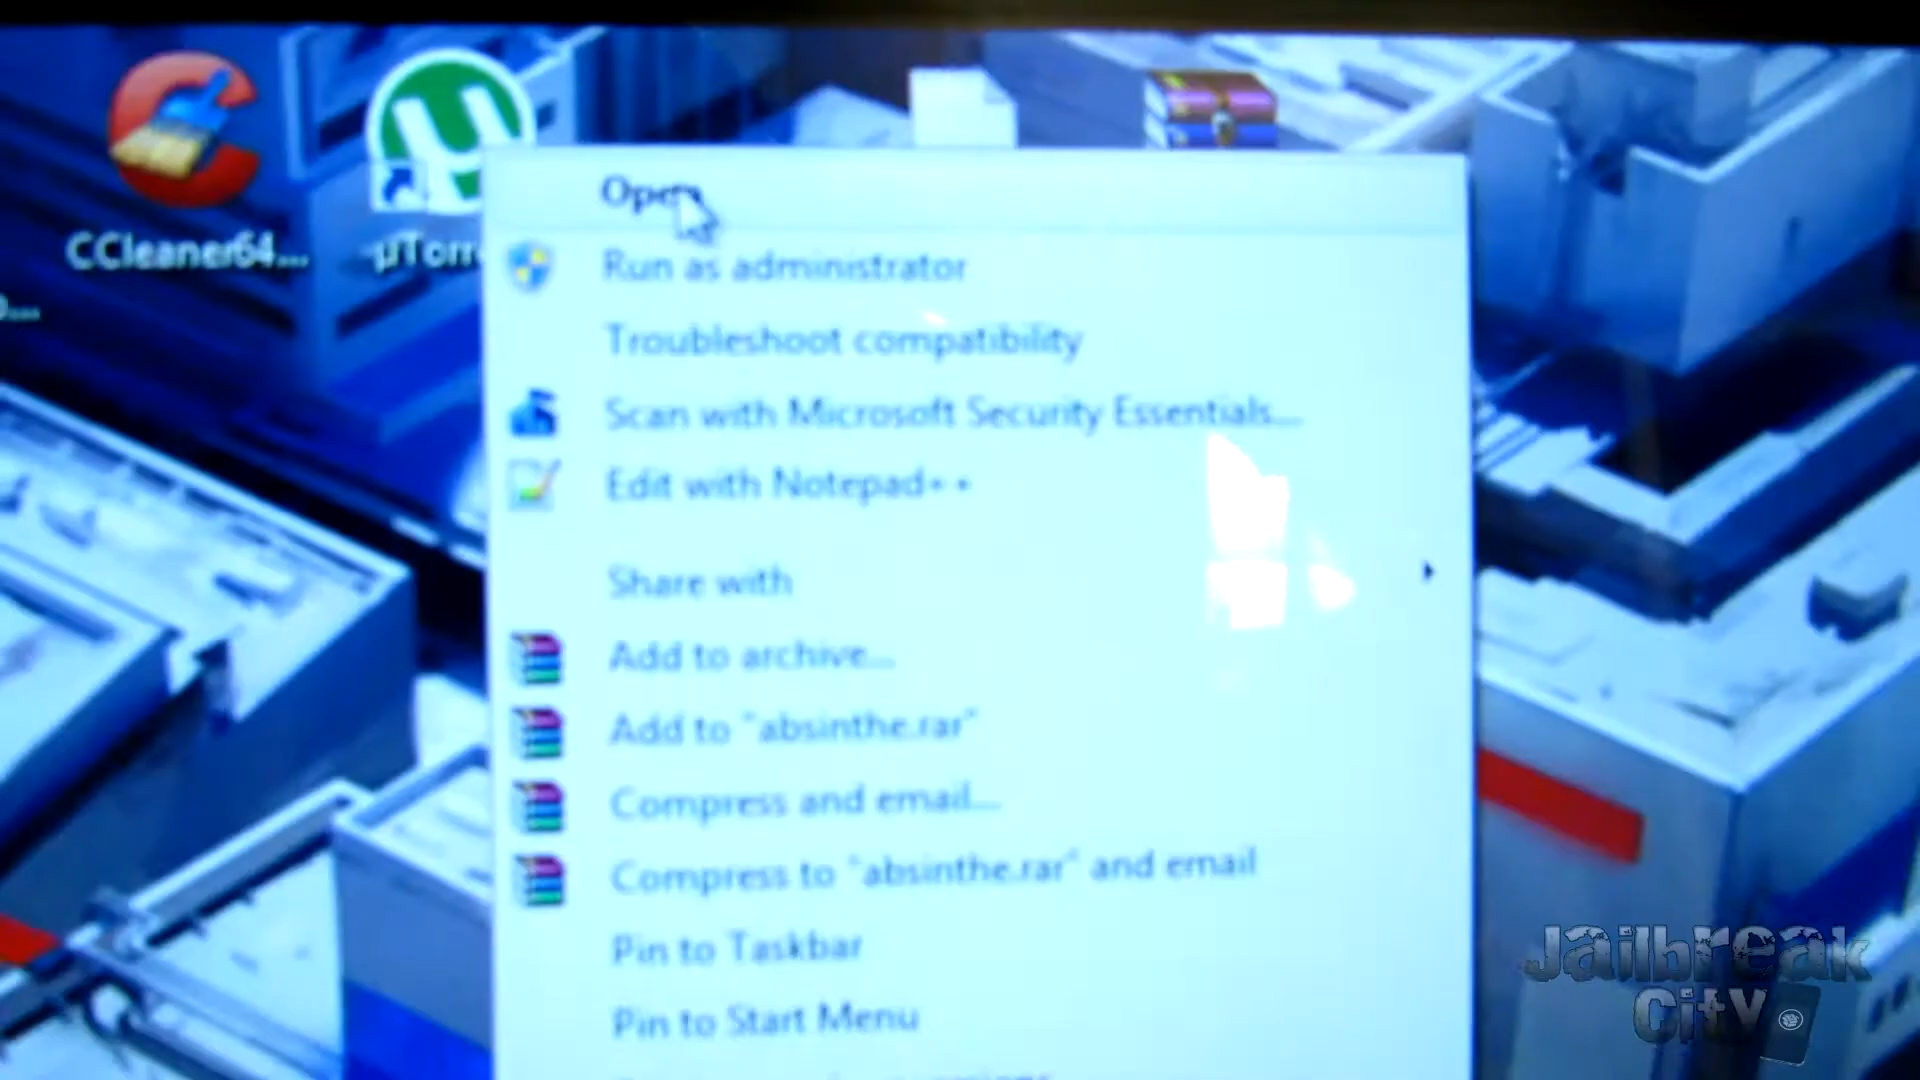 CCleaner64...
µTorr
Open
Run as administrator
Troubleshoot compatibility
Scan with Microsoft Security Essentials...
Edit with Notepad++
Share with
Add to archive...
Add to "absinthe.rar"
Compress and email...
Compress to "absinthe.rar" and email
Pin to Taskbar
Pin to Start Menu
Jailbreak
City